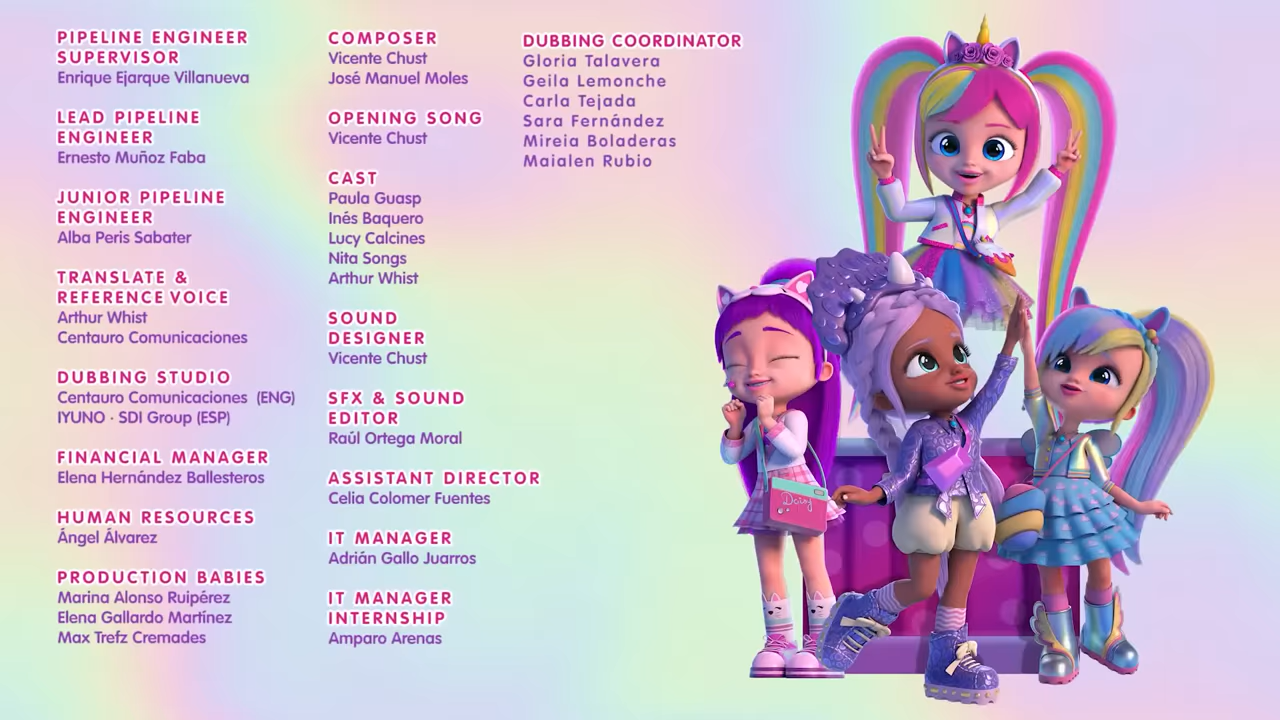 PIPELINE ENGINEER
SUPERVISOR
Enrique Ejarque Villanueva
LEAD PIPELINE
ENGINEER
Ernesto Muñoz Faba
JUNIOR PIPELINE
ENGINEER
Alba Peris Sabater
TRANSLATE &
REFERENCE VOICE
Arthur Whist
Centauro Comunicaciones
DUBBING STUDIO
Centauro Comunicaciones (ENG)
IYUNO · SDI Group (ESP)
FINANCIAL MANAGER
Elena Hernández Ballesteros
HUMAN RESOURCES
Ángel Álvarez
PRODUCTION BABIES
Marina Alonso Ruipérez
Elena Gallardo Martínez
Max Trefz Cremades
COMPOSER
Vicente Chust
José Manuel Moles
OPENING SONG
Vicente Chust
CAST
Paula Guasp
Inés Baquero
Lucy Calcines
Nita Songs
Arthur Whist
SOUND
DESIGNER
Vicente Chust
SFX & SOUND
EDITOR
Raúl Ortega Moral
ASSISTANT DIRECTOR
Celia Colomer Fuentes
IT MANAGER
Adrián Gallo Juarros
IT MANAGER
INTERNSHIP
Amparo Arenas
DUBBING COORDINATOR
Gloria Talavera
Geila Lemonche
Carla Tejada
Sara Fernández
Mireia Boladeras
Maialen Rubio